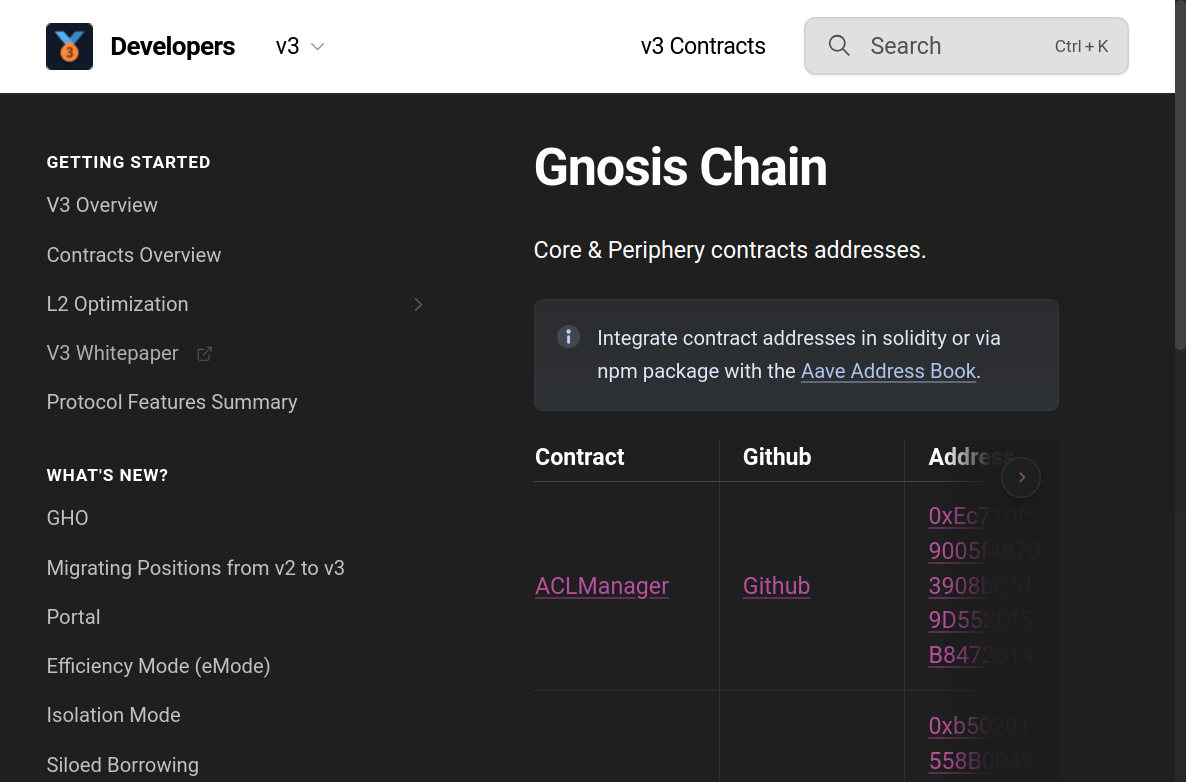 Developers
v3
v3 Contracts
Search
Ctrl + K
GETTING STARTED
V3 Overview
Contracts Overview
L2 Optimization
V3 Whitepaper
Protocol Features Summary
WHAT'S NEW?
GHO
Migrating Positions from v2 to v3
Portal
Efficiency Mode (eMode)
Isolation Mode
Siloed Borrowing
Gnosis Chain
Core & Periphery contracts addresses.
Integrate contract addresses in solidity or via
npm package with the Aave Address Book.
Contract
Github
Address
ACLManager
Github
0xEc710f5
9005f4870
3908bC51
9D552Df5
B8472614
0xb50201
558B0049